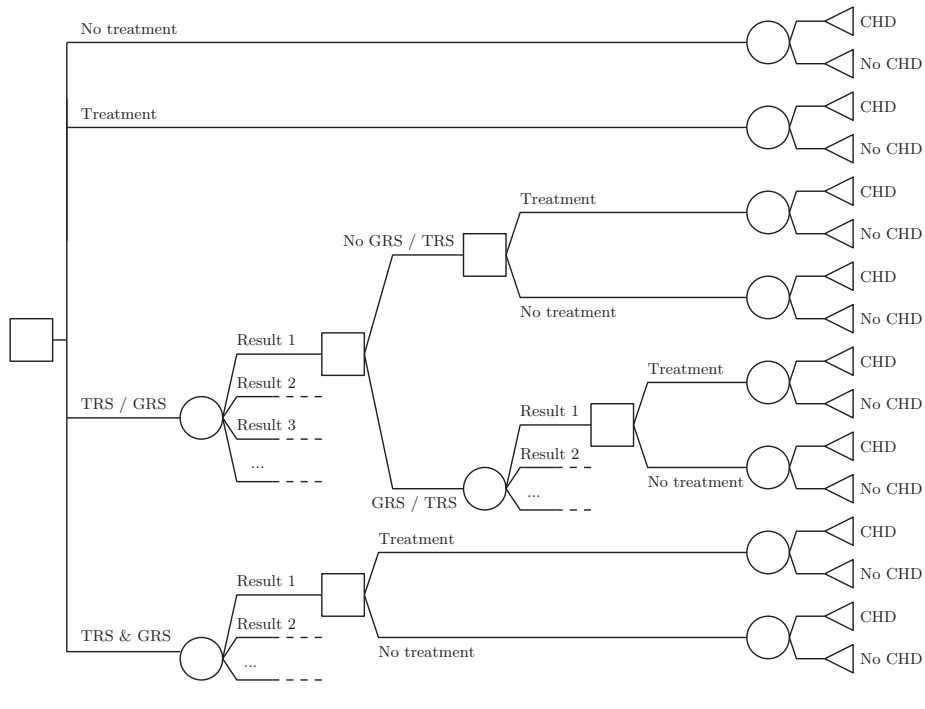 No treatment
CHD
No CHD
Treatment
CHD
No CHD
Treatment
CHD
No CHD
No GRS / TRS
No treatment
CHD
No CHD
Result 1
Result 2
TRS / GRS
Result 3
...
Treatment
CHD
No CHD
Result 1
Result 2
...
GRS / TRS
No treatment
CHD
No CHD
Treatment
CHD
No CHD
Result 1
Result 2
TRS & GRS
...
No treatment
CHD
No CHD